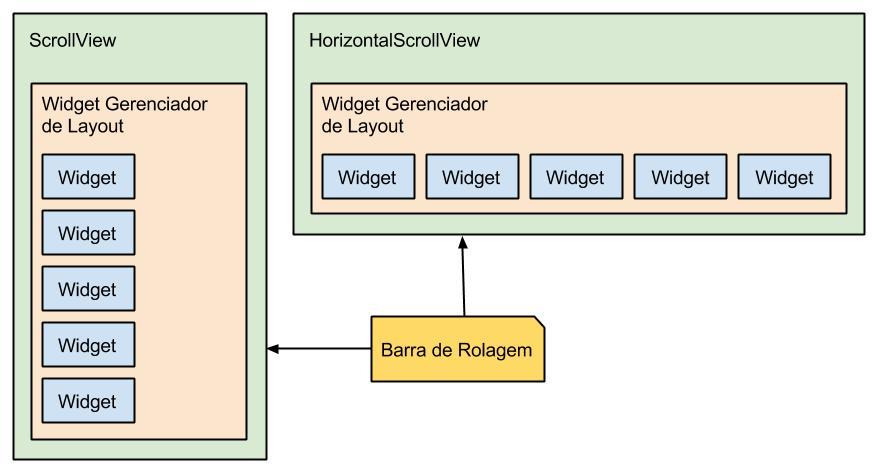 ScrollView
Widget Gerenciador
de Layout
Widget
Widget
Widget
Widget
Widget
HorizontalScrollView
Widget Gerenciador
de Layout
Widget
Widget
Widget
Widget
Widget
Barra de Rolagem